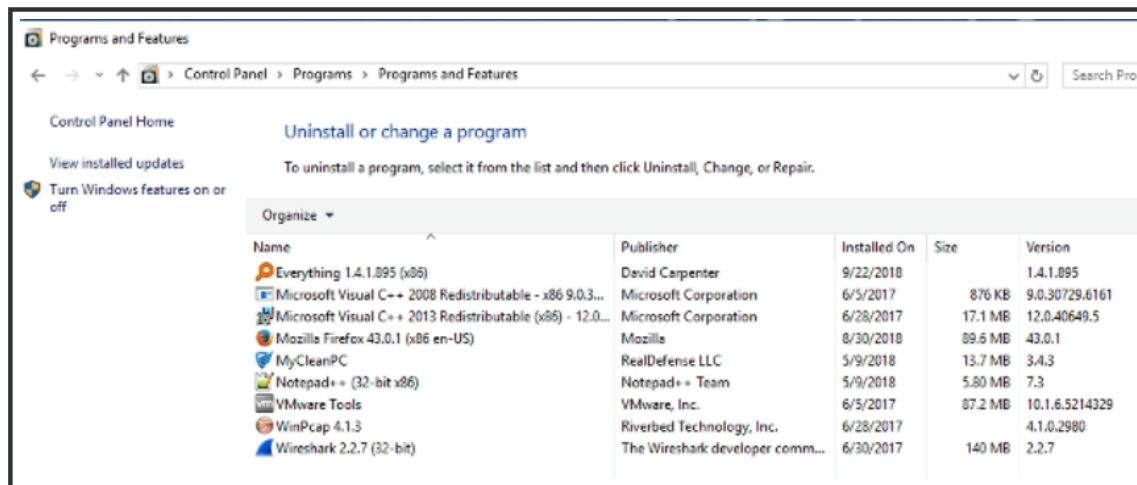 Programs and Features
Control Panel > Programs > Programs and Features
Search Pro
Control Panel Home
View installed updates
Turn Windows features on or
off
Uninstall or change a program
To uninstall a program, select it from the list and then click Uninstall, Change, or Repair.
Organize
Name Publisher Installed On Size Version
Everything 1.4.1.895 (x86) David Carpenter 9/22/2018 1.4.1.895
Microsoft Visual C++ 2008 Redistributable - x86 9.0.3... Microsoft Corporation 6/5/2017 876 KB 9.0.30729.6161
Microsoft Visual C++ 2013 Redistributable (x86) - 12.0... Microsoft Corporation 6/28/2017 17.1 MB 12.0.40649.5
Mozilla Firefox 43.0.1 (x86 en-US) Mozilla 8/30/2018 89.6 MB 43.0.1
MyCleanPC RealDefense LLC 5/9/2018 13.7 MB 3.4.3
Notepad++ (32-bit x86) Notepad++ Team 5/9/2018 5.80 MB 7.3
VMware Tools VMware, Inc. 6/5/2017 87.2 MB 10.1.6.5214329
WinPcap 4.1.3 Riverbed Technology, Inc. 6/28/2017 4.1.0.2980
Wireshark 2.2.7 (32-bit) The Wireshark developer comm... 6/30/2017 140 MB 2.2.7